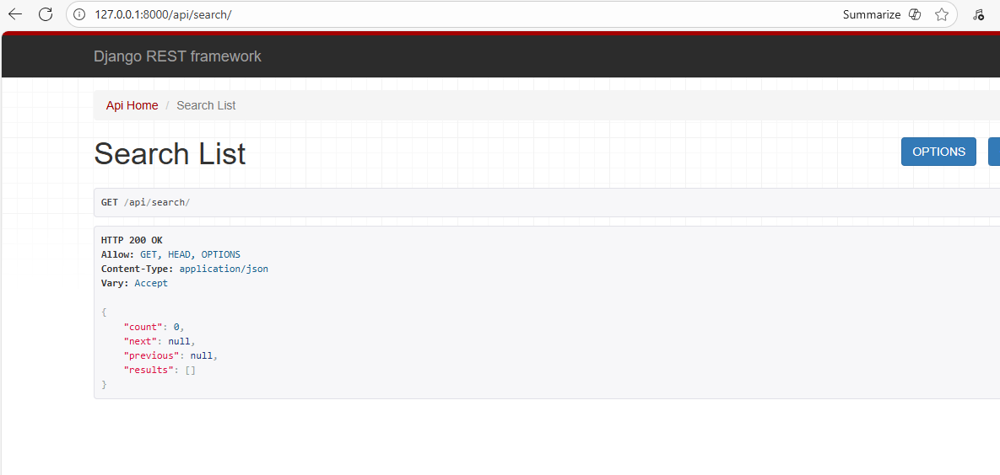 127.0.0.1:8000/api/search/ Summarize
Django REST framework
Api Home / Search List
Search List
OPTIONS
GET /api/search/
HTTP 200 OK
Allow: GET, HEAD, OPTIONS
Content-Type: application/json
Vary: Accept
{
    "count": 0,
    "next": null,
    "previous": null,
    "results": []
}